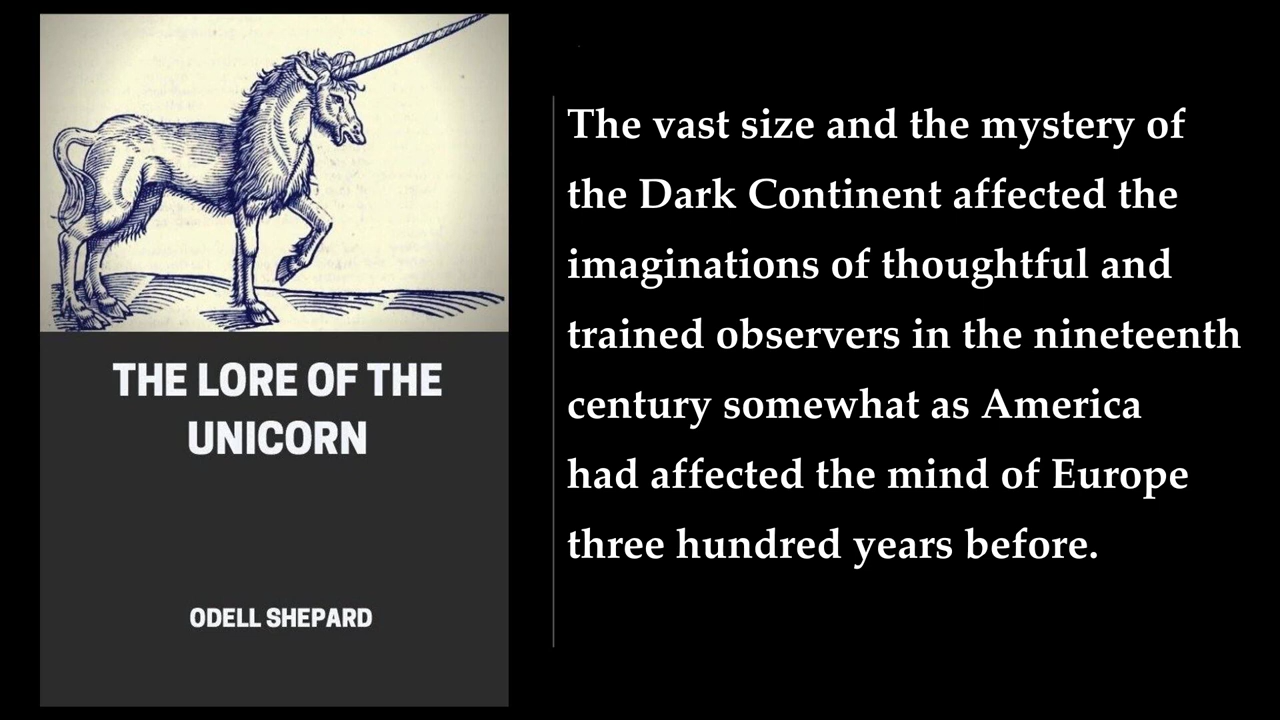 THE LORE OF THE
UNICORN
ODELL SHEPARD
The vast size and the mystery of
the Dark Continent affected the
imaginations of thoughtful and
trained observers in the nineteenth
century somewhat as America
had affected the mind of Europe
three hundred years before.